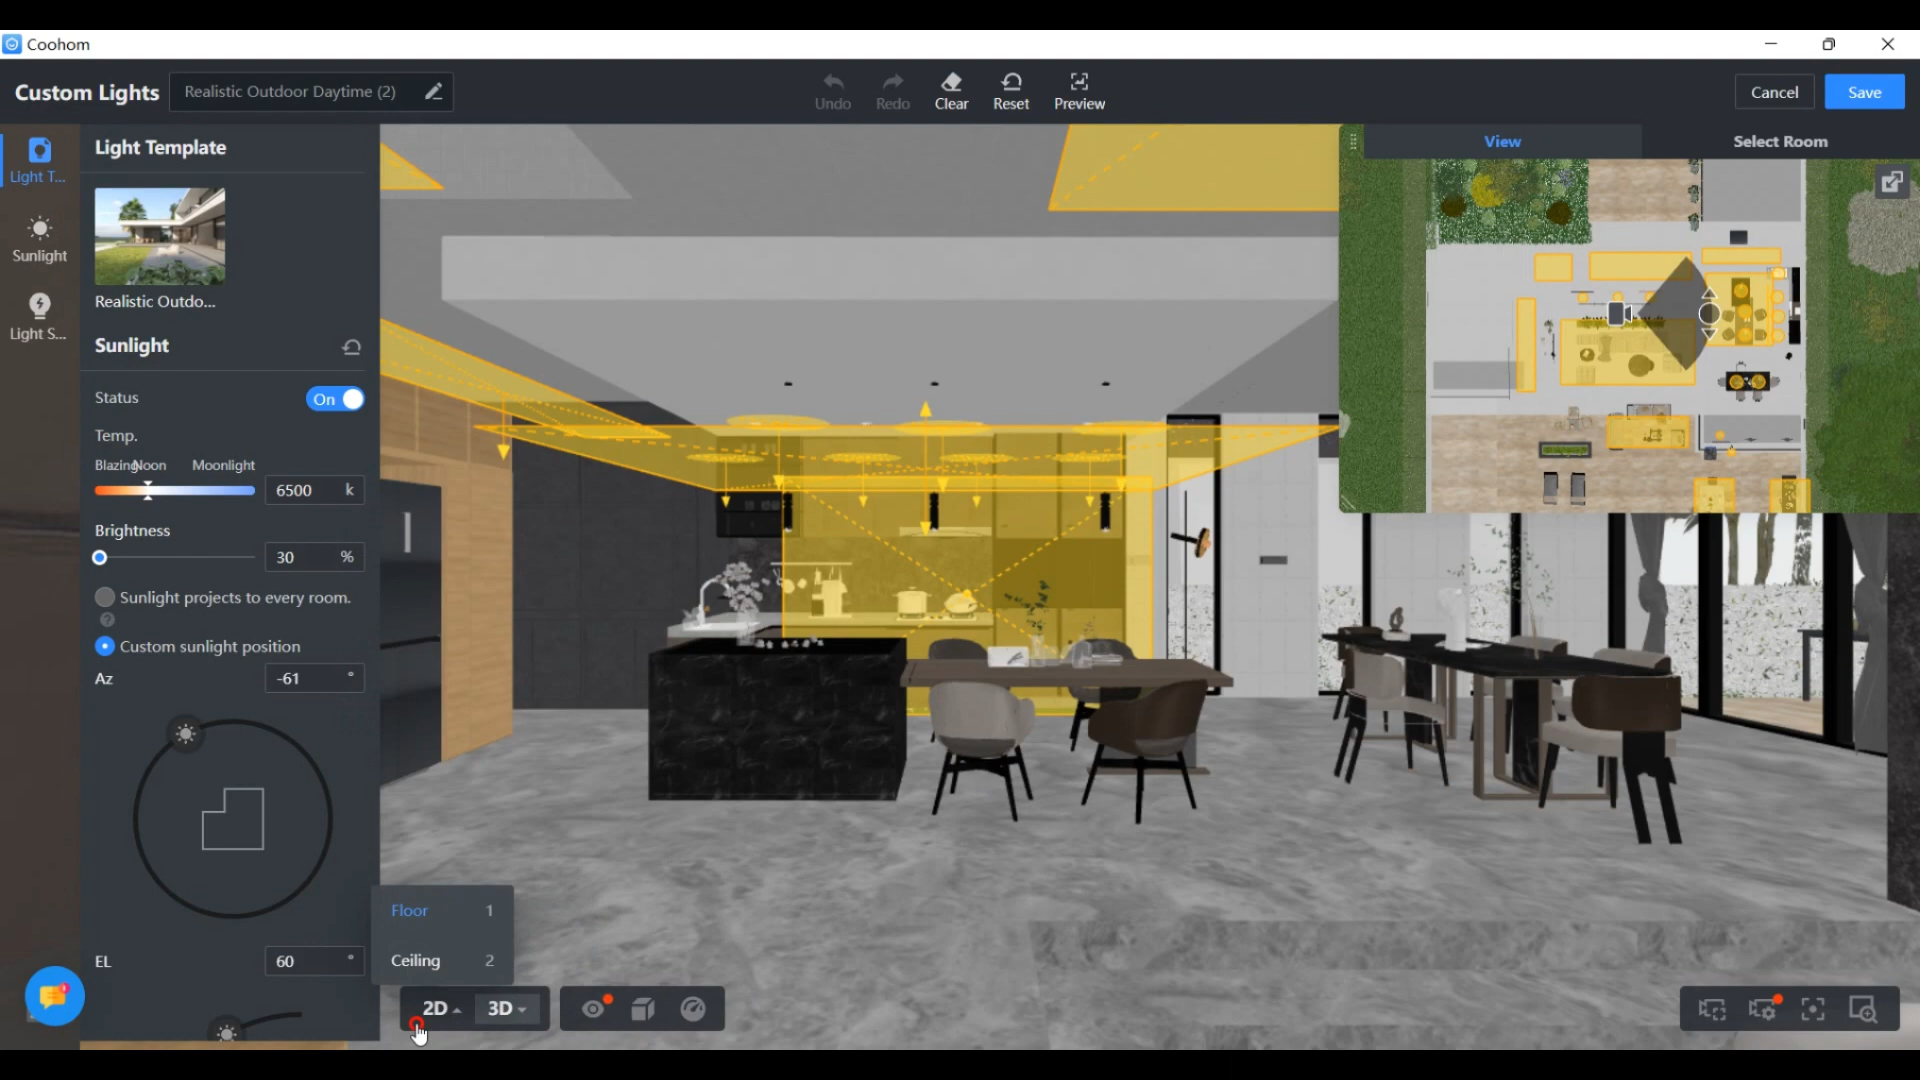 Coohom
Custom Lights
Realistic Outdoor Daytime (2)
Undo
Redo
Clear
Reset
Preview
Cancel
Save
Light T...
Sunlight
Light S...
Light Template
Realistic Outdo...
Sunlight
Status
On
Temp.
Blazing
Noon
Moonlight
6500 k
Brightness
30 %
Sunlight projects to every room.
?
Custom sunlight position
Az
-61 °
EL
60 °
Floor 1
Ceiling 2
2D
3D
View
Select Room